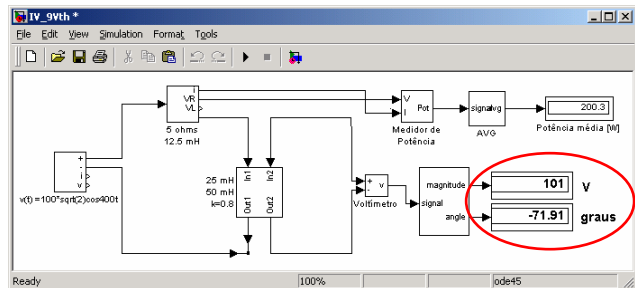 IV_9Vth *
File Edit View Simulation Format Tools
i
VR
VL
5 ohms
12.5 mH
V
I
Pot
Medidor de
Potência
signal
avg
AVG
200.3
Potência média [W]
+
-
i
v
v(t) =100*sqrt(2)cos400t
25 mH
50 mH
k=0.8
In1
In2
Out1
Out2
+
-
v
Voltímetro
signal
magnitude
angle
101
V
-71.91
graus
Ready
100%
ode45